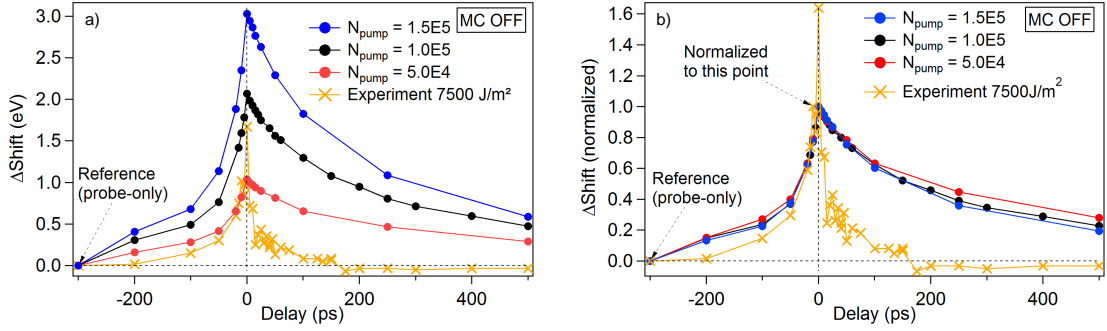 a)
MC OFF
N_pump = 1.5E5
N_pump = 1.0E5
N_pump = 5.0E4
Experiment 7500 J/m²
Reference
(probe-only)
ΔShift (eV)
3.0
2.5
2.0
1.5
1.0
0.5
0.0
-200
0
200
400
Delay (ps)
b)
MC OFF
N_pump = 1.5E5
N_pump = 1.0E5
N_pump = 5.0E4
Experiment 7500J/m²
Normalized
to this point
Reference
(probe-only)
ΔShift (normalized)
1.6
1.4
1.2
1.0
0.8
0.6
0.4
0.2
0.0
-200
0
200
400
Delay (ps)